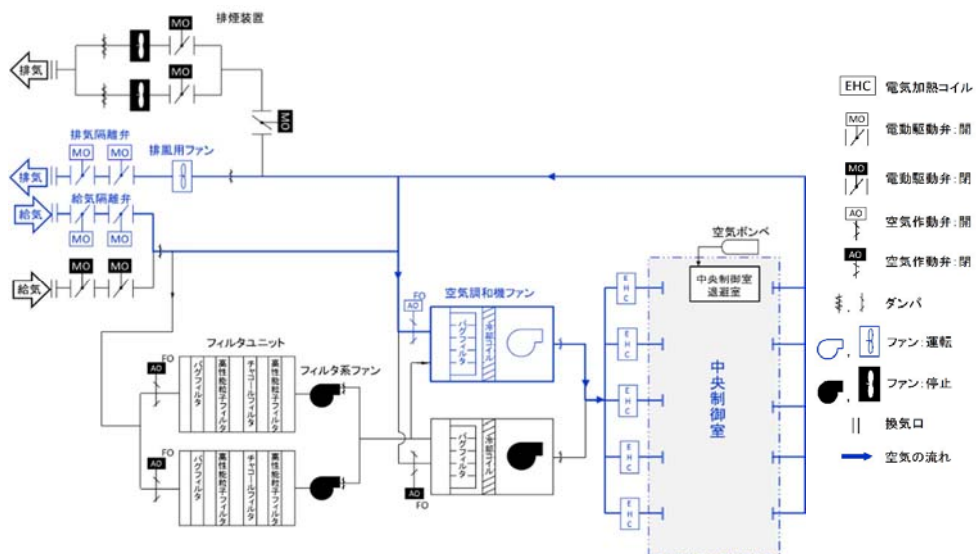 排煙装置
MO
MO
MO
排気
排気隔離弁
MO
MO
排風用ファン
排気
給気隔離弁
給気
MO
MO
MO
MO
給気
フィルタユニット
FO
AO
バグフィルタ
高性能粒子フィルタ
チャコールフィルタ
高性能粒子フィルタ
フィルタ系ファン
FO
AO
バグフィルタ
高性能粒子フィルタ
チャコールフィルタ
高性能粒子フィルタ
空気調和機ファン
FO
AO
バグフィルタ
冷却コイル
バグフィルタ
冷却コイル
AO
FO
EHC
EHC
EHC
EHC
EHC
空気ボンベ
中央制御室
退避室
中央制御室
EHC 電気加熱コイル
MO 電動駆動弁:開
MO 電動駆動弁:閉
AO 空気作動弁:開
AO 空気作動弁:閉
, ダンパ
, ファン:運転
, ファン:停止
換気口
空気の流れ